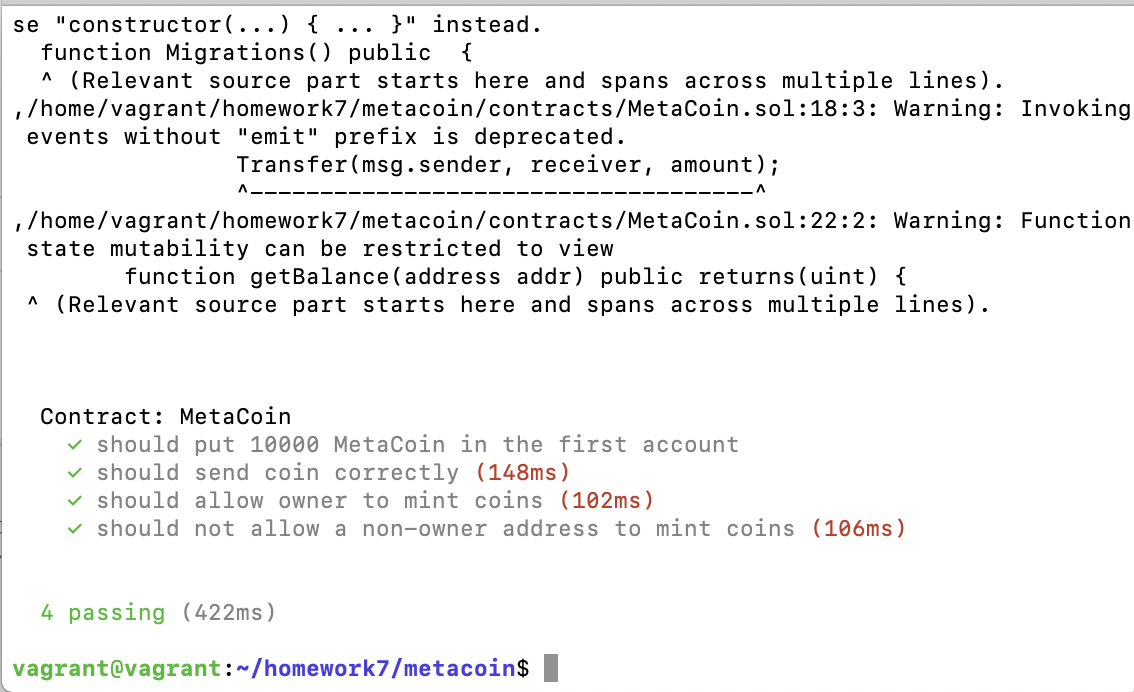 se "constructor(...) { ... }" instead.
  function Migrations() public  {
  ^ (Relevant source part starts here and spans across multiple lines).
,/home/vagrant/homework7/metacoin/contracts/MetaCoin.sol:18:3: Warning: Invoking
 events without "emit" prefix is deprecated.
                Transfer(msg.sender, receiver, amount);
                ^------------------------------------^
,/home/vagrant/homework7/metacoin/contracts/MetaCoin.sol:22:2: Warning: Function
 state mutability can be restricted to view
        function getBalance(address addr) public returns(uint) {
 ^ (Relevant source part starts here and spans across multiple lines).
  Contract: MetaCoin
    ✓ should put 10000 MetaCoin in the first account
    ✓ should send coin correctly (148ms)
    ✓ should allow owner to mint coins (102ms)
    ✓ should not allow a non-owner address to mint coins (106ms)
  4 passing (422ms)
vagrant@vagrant:~/homework7/metacoin$